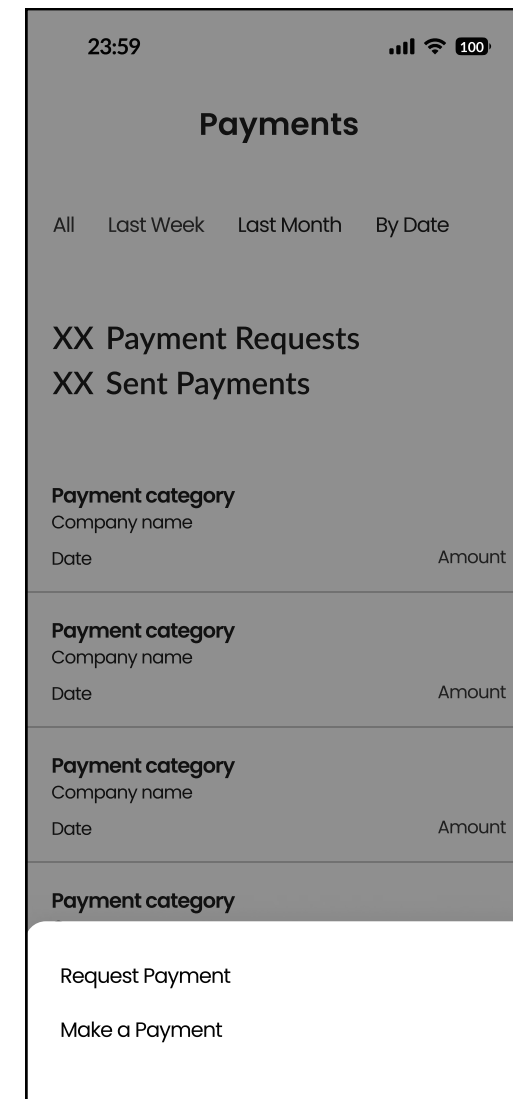 23:59
100
Payments
All Last Week Last Month By Date
XX Payment Requests
XX Sent Payments
Payment category
Company name
Date Amount
Payment category
Company name
Date Amount
Payment category
Company name
Date Amount
Payment category
Request Payment
Make a Payment